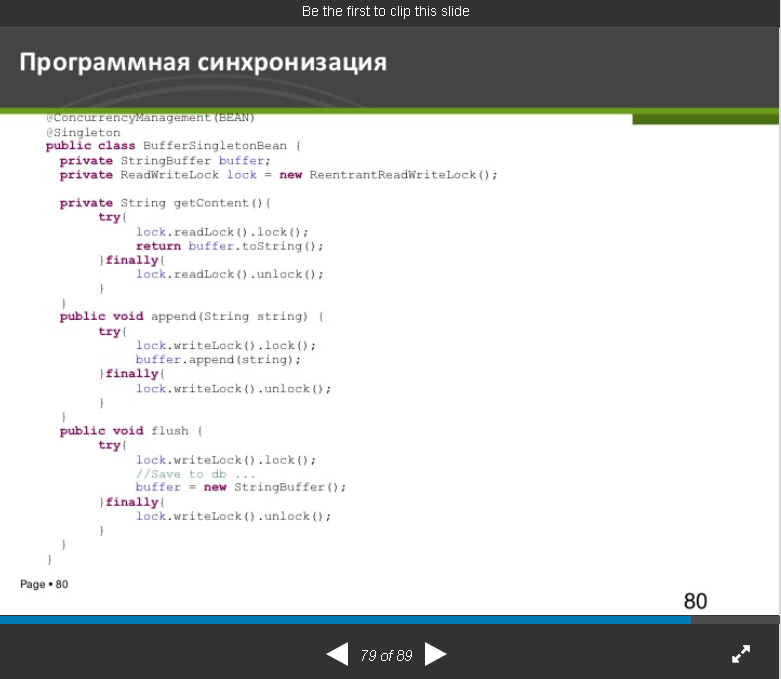 Be the first to clip this slide
Программная синхронизация
@ConcurrencyManagement(BEAN)
@Singleton
public class BufferSingletonBean {
private StringBuffer buffer;
private ReadWriteLock lock = new ReentrantReadWriteLock();
private String getContent(){
try{
lock.readLock().lock();
return buffer.toString();
}finally{
lock.readLock().unlock();
}
}
public void append(String string) {
try{
lock.writeLock().lock();
buffer.append(string);
}finally{
lock.writeLock().unlock();
}
}
public void flush {
try{
lock.writeLock().lock();
//Save to db ...
buffer = new StringBuffer();
}finally{
lock.writeLock().unlock();
}
}
}
Page ▪ 80
80
79 of 89